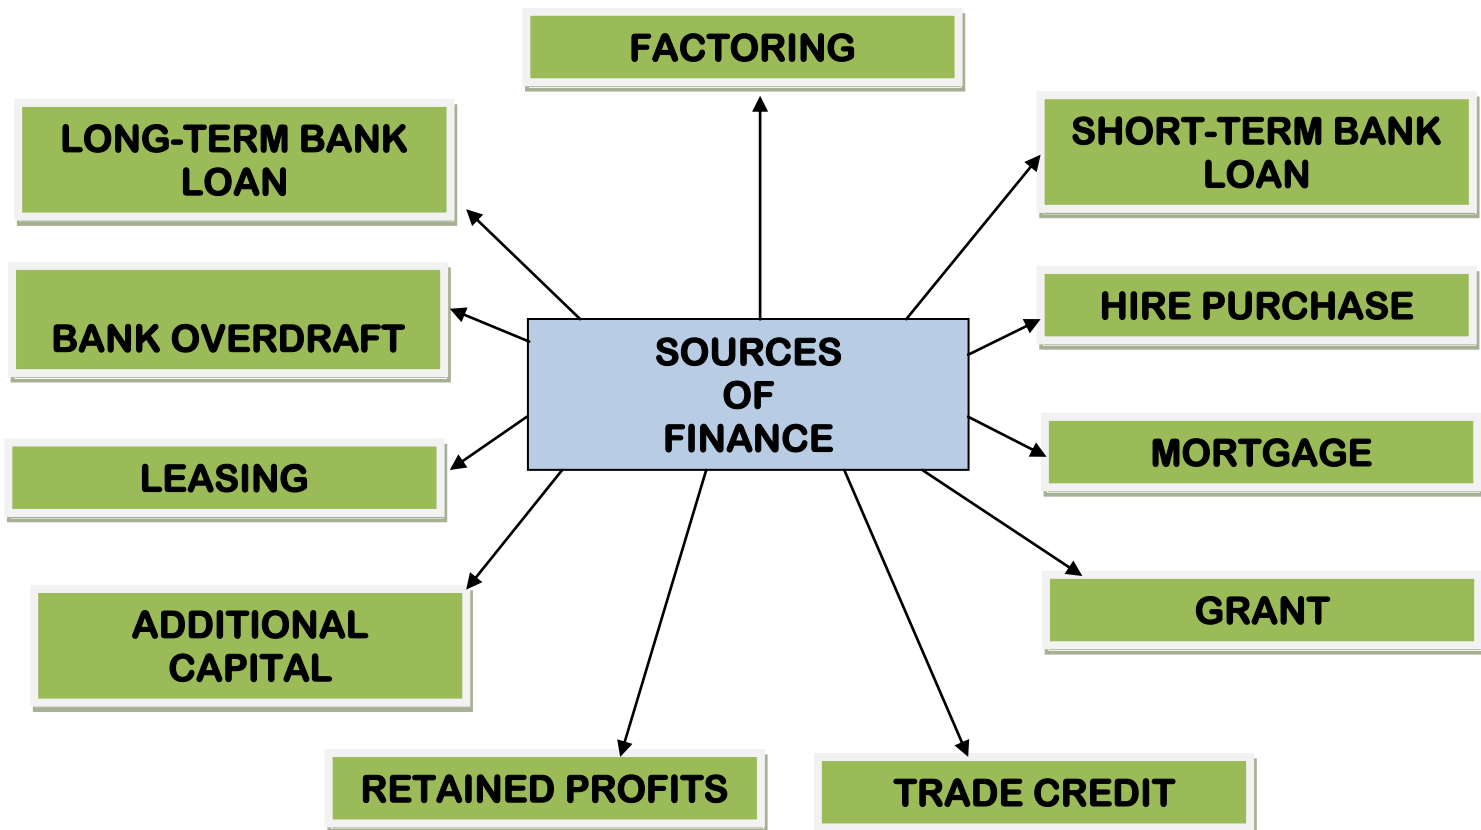 FACTORING
LONG-TERM BANK
LOAN
SHORT-TERM BANK
LOAN
BANK OVERDRAFT
HIRE PURCHASE
SOURCES
OF
FINANCE
LEASING
MORTGAGE
ADDITIONAL
CAPITAL
GRANT
RETAINED PROFITS
TRADE CREDIT